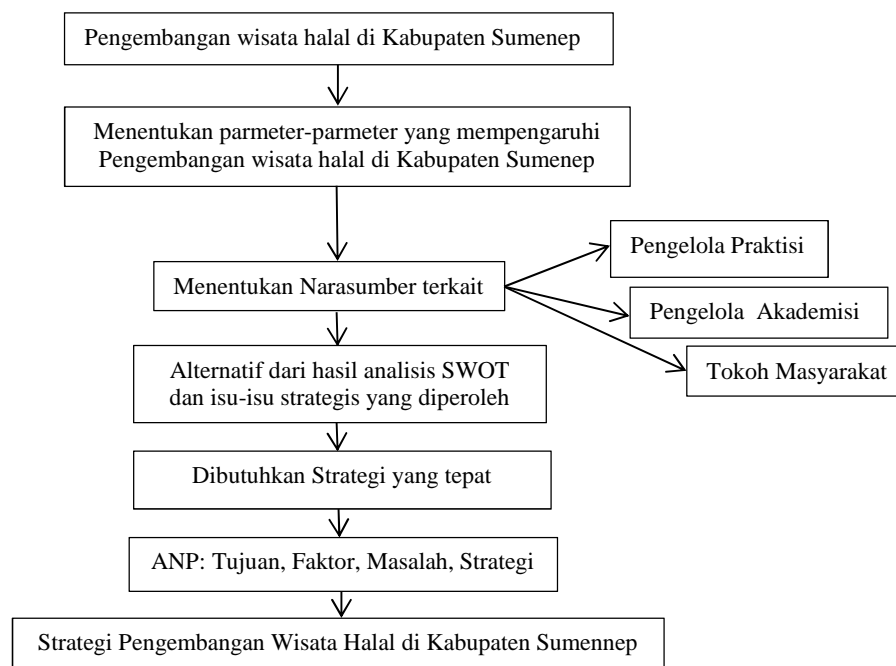 Pengembangan wisata halal di Kabupaten Sumenep
Menentukan parmeter-parmeter yang mempengaruhi
Pengembangan wisata halal di Kabupaten Sumenep
Menentukan Narasumber terkait
Pengelola Praktisi
Pengelola Akademisi
Tokoh Masyarakat
Alternatif dari hasil analisis SWOT
dan isu-isu strategis yang diperoleh
Dibutuhkan Strategi yang tepat
ANP: Tujuan, Faktor, Masalah, Strategi
Strategi Pengembangan Wisata Halal di Kabupaten Sumennep